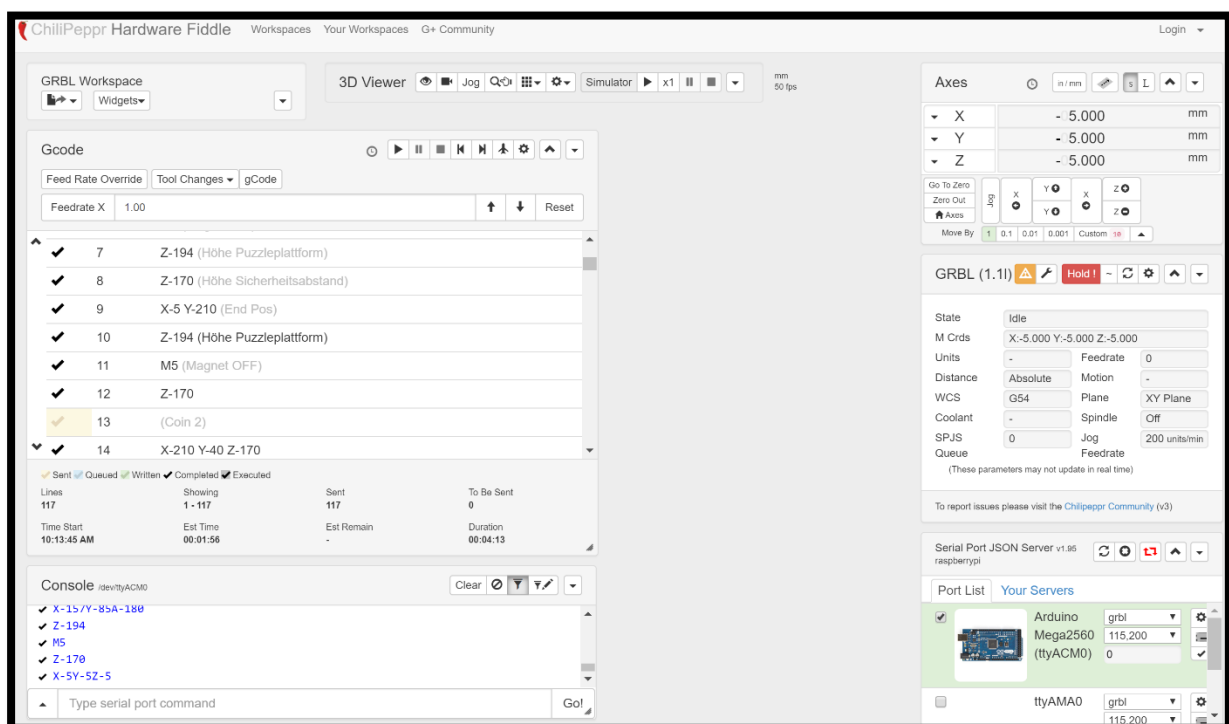 ChiliPeppr Hardware Fiddle Workspaces Your Workspaces G+ Community Login
GRBL Workspace
Widgets
3D Viewer Jog Simulator x1
mm
50 fps
Gcode
Feed Rate Override Tool Changes gCode
Feedrate X 1.00 Reset
7 Z-194 (Höhe Puzzleplattform)
8 Z-170 (Höhe Sicherheitsabstand)
9 X-5 Y-210 (End Pos)
10 Z-194 (Höhe Puzzleplattform)
11 M5 (Magnet OFF)
12 Z-170
13 (Coin 2)
14 X-210 Y-40 Z-170
Sent Queued Written Completed Executed
Lines Showing Sent To Be Sent
117 1 - 117 117 0
Time Start Est Time Est Remain Duration
10:13:45 AM 00:01:56 - 00:04:13
Console /dev/ttyACM0 Clear
X-157Y-85A-180
Z-194
M5
Z-170
X-5Y-5Z-5
Type serial port command Go!
Axes in / mm s L
X - 5.000 mm
Y - 5.000 mm
Z - 5.000 mm
Go To Zero
Zero Out
Axes
Jog X Y X Z
Y Z
Move By 1 0.1 0.01 0.001 Custom 10
GRBL (1.1l) Hold ! ~
State Idle
M Crds X:-5.000 Y:-5.000 Z:-5.000
Units - Feedrate 0
Distance Absolute Motion -
WCS G54 Plane XY Plane
Coolant - Spindle Off
SPJS Queue 0 Jog Feedrate 200 units/min
(These parameters may not update in real time)
To report issues please visit the Chilipeppr Community (v3)
Serial Port JSON Server v1.95
raspberrypi
Port List Your Servers
Arduino grbl
Mega2560 115,200
(ttyACM0) 0
ttyAMA0 grbl
115,200